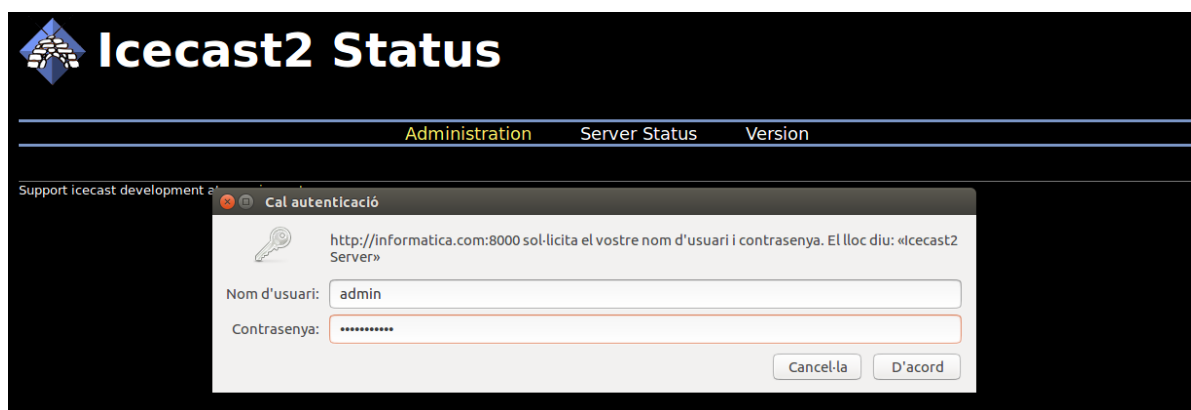 Icecast2 Status
Administration Server Status Version
Support icecast development
Cal autenticació
http://informatica.com:8000 sol·licita el vostre nom d'usuari i contrasenya. El lloc diu: «Icecast2
Server»
Nom d'usuari: admin
Contrasenya: •••••••••••
Cancel·la D'acord